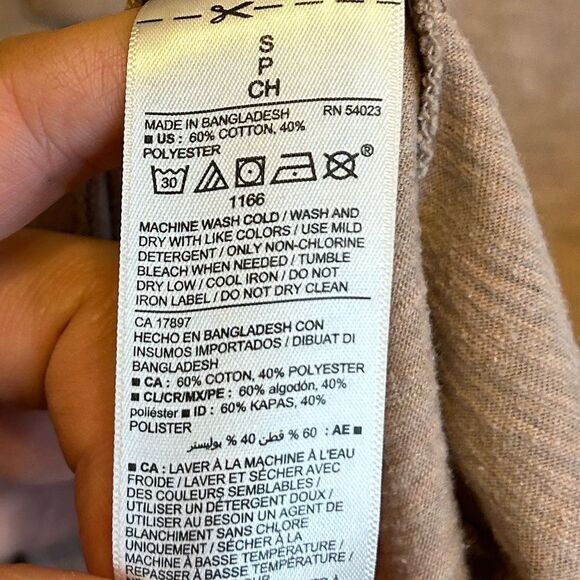 S
P
CH
MADE IN BANGLADESH RN 54023
■ US : 60% COTTON, 40%
POLYESTER
30
®
1166
MACHINE WASH COLD / WASH AND
DRY WITH LIKE COLORS / USE MILD
DETERGENT / ONLY NON-CHLORINE
BLEACH WHEN NEEDED / TUMBLE
DRY LOW / COOL IRON / DO NOT
IRON LABEL / DO NOT DRY CLEAN
CA 17897
HECHO EN BANGLADESH CON
INSUMOS IMPORTADOS / DIBUAT DI
BANGLADESH
■ CA : 60% COTON, 40% POLYESTER
■ CL/CR/MX/PE : 60% algodón, 40%
poliéster ■ ID : 60% KAPAS, 40%
POLISTER
■ AE : 60 % قطن 40 % بوليستر
■ CA : LAVER À LA MACHINE À L'EAU
FROIDE / LAVER ET SÉCHER AVEC
DES COULEURS SEMBLABLES /
UTILISER UN DÉTERGENT DOUX /
UTILISER AU BESOIN UN AGENT DE
BLANCHIMENT SANS CHLORE
UNIQUEMENT / SÉCHER À LA
MACHINE À BASSE TEMPÉRATURE /
REPASSER À BASSE TEMPÉRATURE /